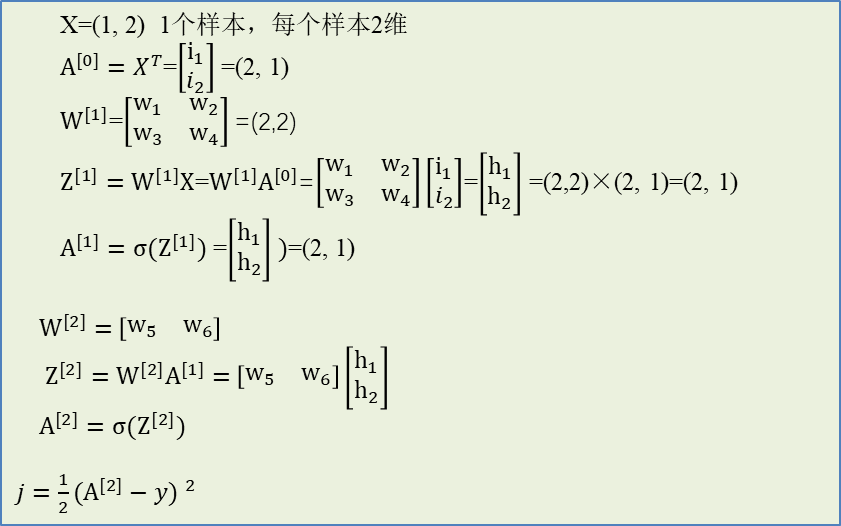 X=(1, 2) 1个样本，每个样本2维
A^[0] = X^T=[i₁ i₂] =(2, 1)
W^[1]=[w₁ w₂ w₃ w₄] =(2,2)
Z^[1] = W^[1]X=W^[1]A^[0]=[w₁ w₂ w₃ w₄][i₁ i₂]=[h₁ h₂] =(2,2)×(2, 1)=(2, 1)
A^[1] = σ(Z^[1]) =[h₁ h₂] )=(2, 1)
W^[2] = [w₅ w₆]
Z^[2] = W^[2]A^[1] = [w₅ w₆][h₁ h₂]
A^[2] = σ(Z^[2])
j = ½(A^[2] − y) ²